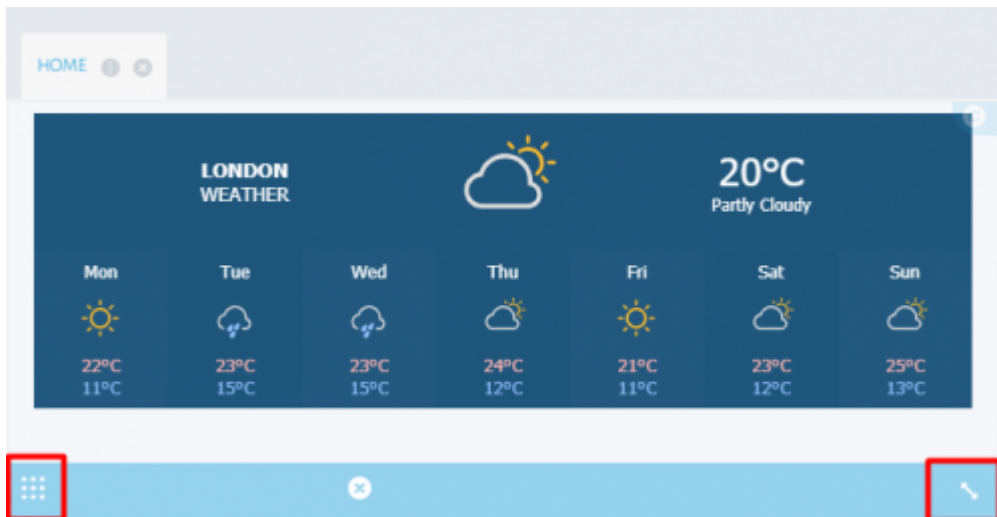 HOME
LONDON
WEATHER
20°C
Partly Cloudy
Mon Tue Wed Thu Fri Sat Sun
22°C 23°C 23°C 24°C 21°C 23°C 25°C
11°C 15°C 15°C 12°C 11°C 12°C 13°C